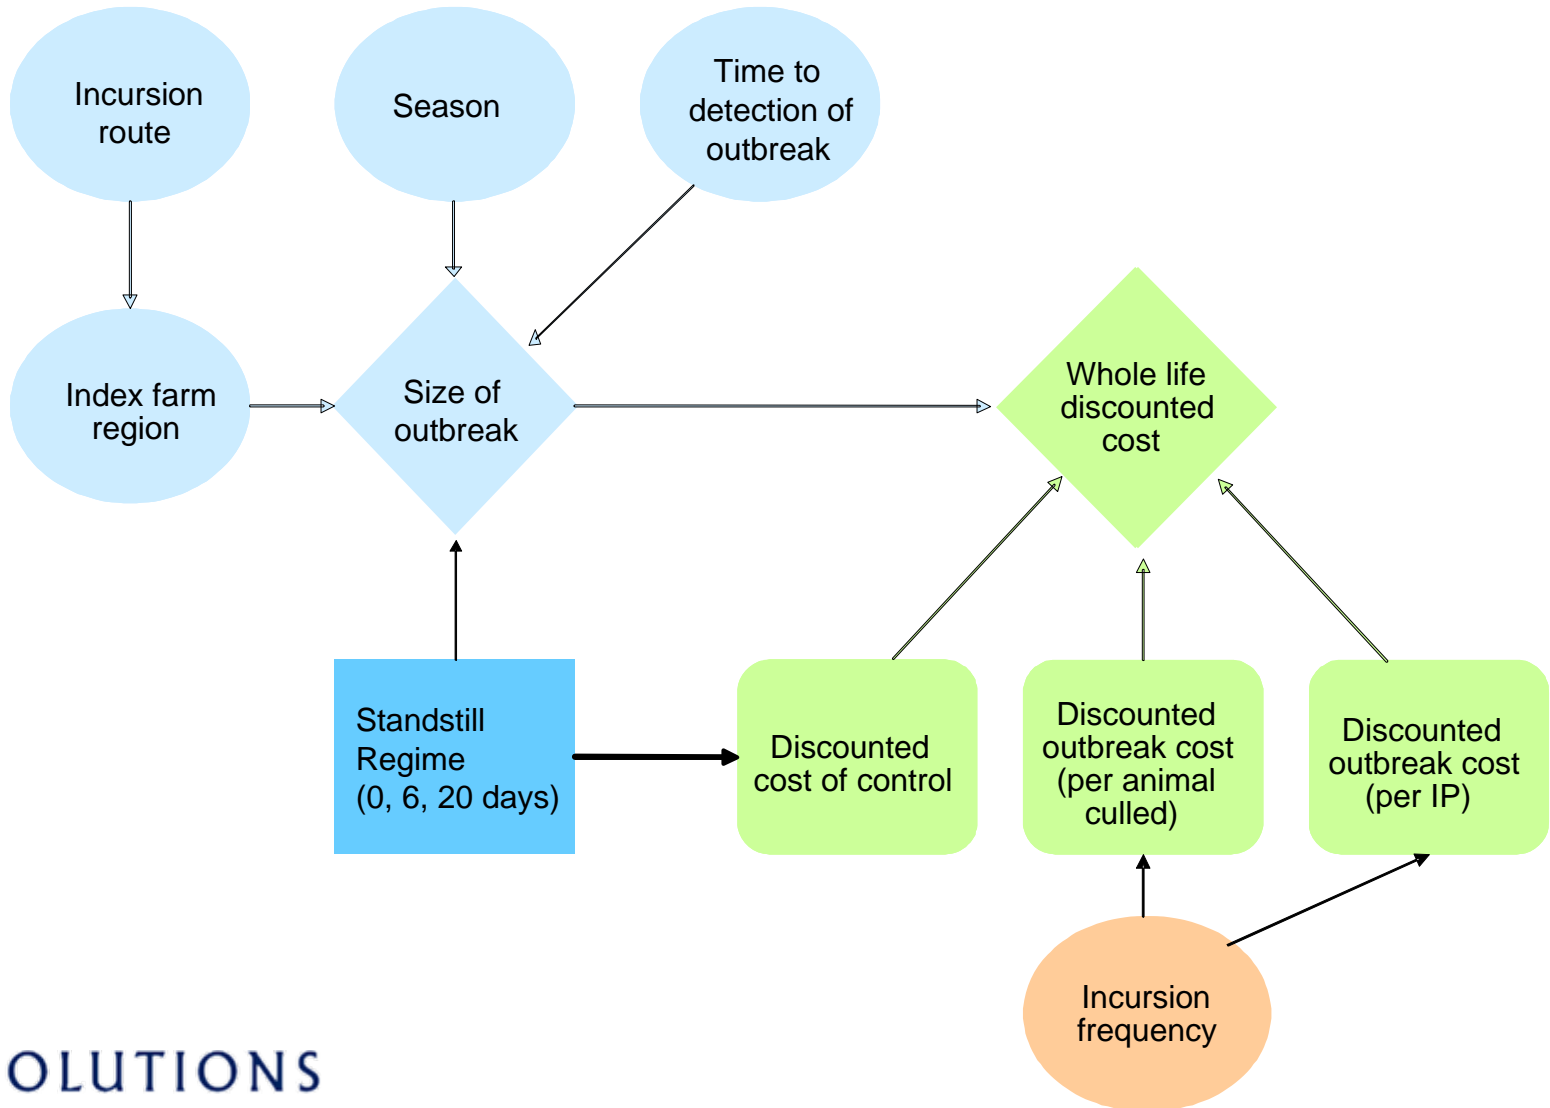 Incursion
route
Season
Time to
detection of
outbreak
Index farm
region
Size of
outbreak
Whole life
discounted
cost
Standstill
Regime
(0, 6, 20 days)
Discounted
cost of control
Discounted
outbreak cost
(per animal
culled)
Discounted
outbreak cost
(per IP)
Incursion
frequency
OLUTIONS